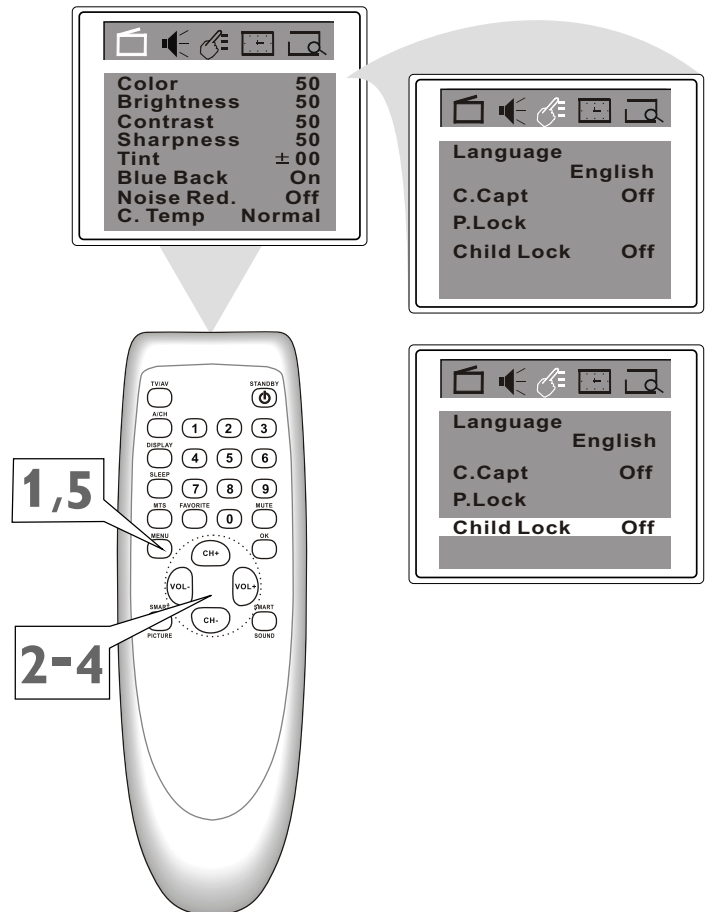 Color 50
Brightness 50
Contrast 50
Sharpness 50
Tint ±00
Blue Back On
Noise Red. Off
C. Temp Normal
Language
English
C.Capt Off
P.Lock
Child Lock Off
Language
English
C.Capt Off
P.Lock
Child Lock Off
TV/AV STANDBY
A/CH
1 2 3
DISPLAY
4 5 6
SLEEP
7 8 9
MTS FAVORITE MUTE
0
MENU OK
CH+
VOL- VOL+
CH-
SMART SMART
PICTURE SOUND
1,5
2-4